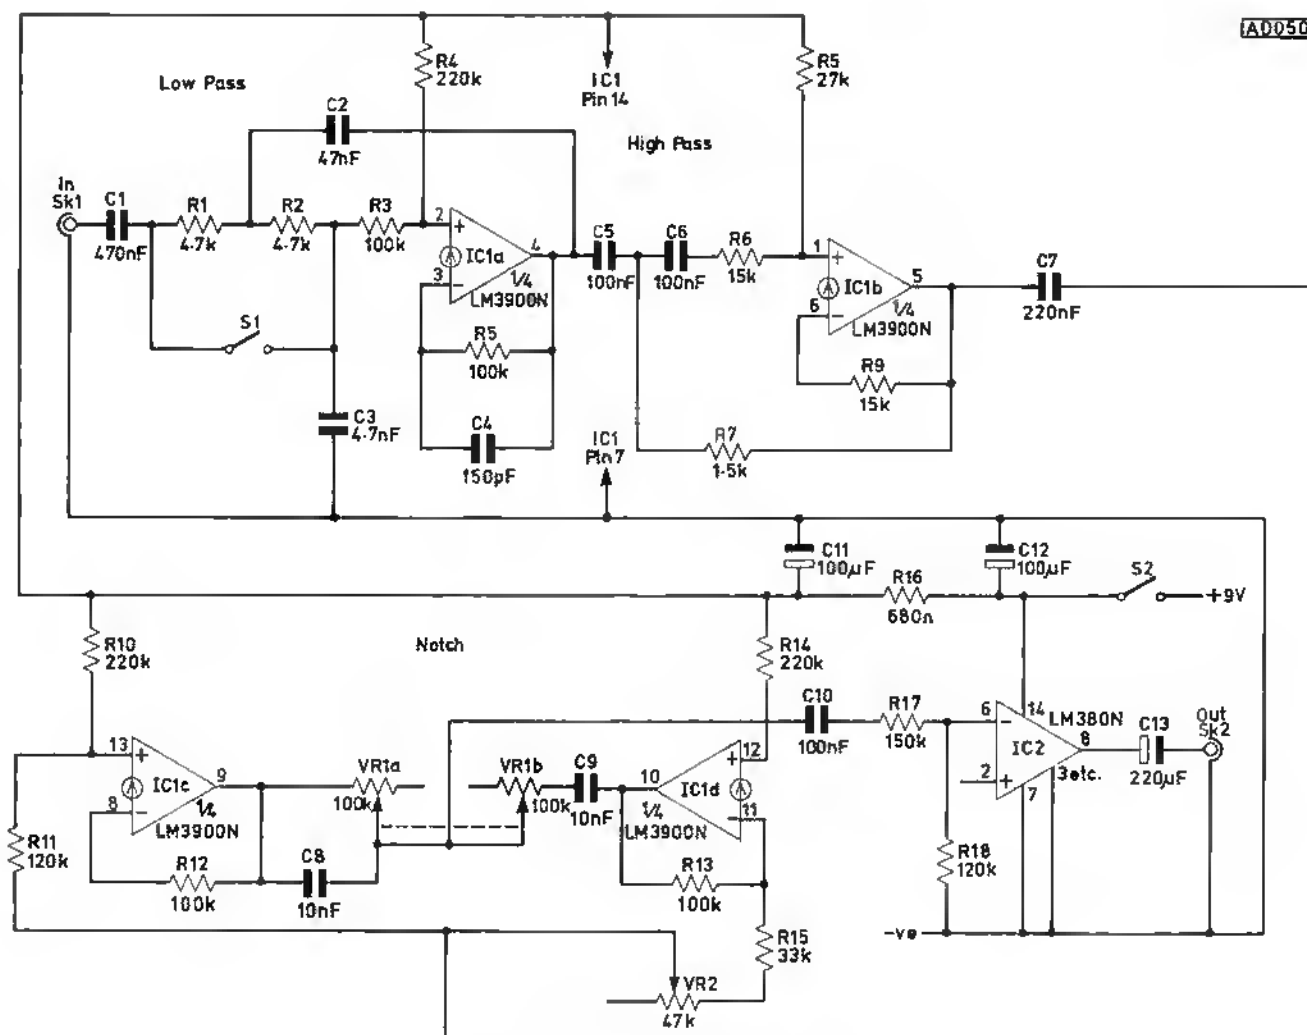 IA0050
Low Pass
R4
220k
IC1
Pin 14
R5
27k
C2
47nF
High Pass
In
Sk1
C1
470nF
R1
4·7k
R2
4·7k
R3
100k
2
+
IC1a
3
-
4
1/4
LM3900N
C5
100nF
C6
100nF
R6
15k
1
+
IC1b
6
-
5
1/4
LM3900N
C7
220nF
S1
R5
100k
R9
15k
C3
4·7nF
C4
150pF
IC1
Pin 7
R7
1·5k
C11
100µF
C12
100µF
R16
680n
S2
+9V
R10
220k
Notch
R14
220k
C10
100nF
R17
150k
6
-
14
LM380N
IC2
2
+
8
3etc.
7
C13
220µF
Out
Sk2
13
+
IC1c
8
-
9
1/4
LM3900N
VR1a
100k
VR1b
100k
C9
10nF
10
IC1d
12
+
11
-
1/4
LM3900N
R11
120k
R12
100k
C8
10nF
R13
100k
R18
120k
R15
33k
-ve
VR2
47k